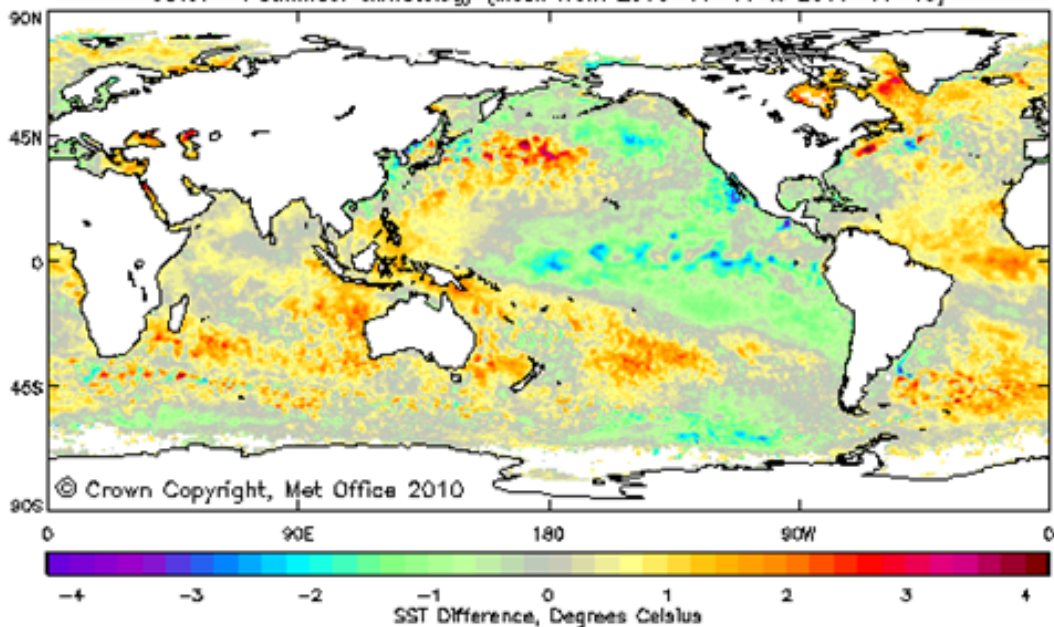 90N
45N
0
45S
90S
© Crown Copyright, Met Office 2010
0 90E 180 90W 0
-4 -3 -2 -1 0 1 2 3 4
SST Difference, Degrees Celsius